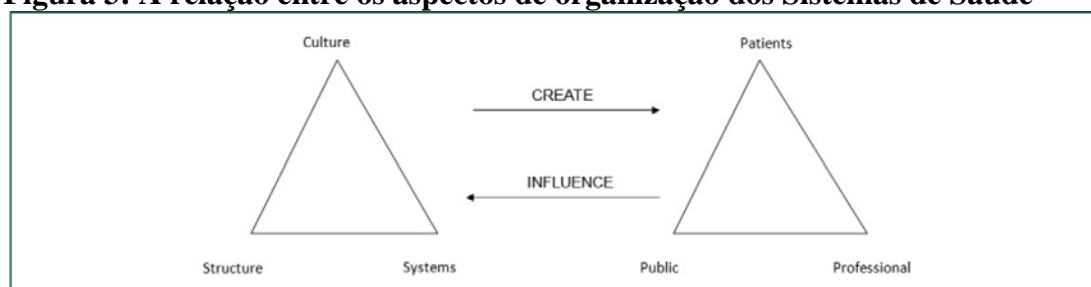 Figura 3: A relação entre os aspectos de organização dos Sistemas de Saúde
Culture
Patients
CREATE
INFLUENCE
Structure
Systems
Public
Professional